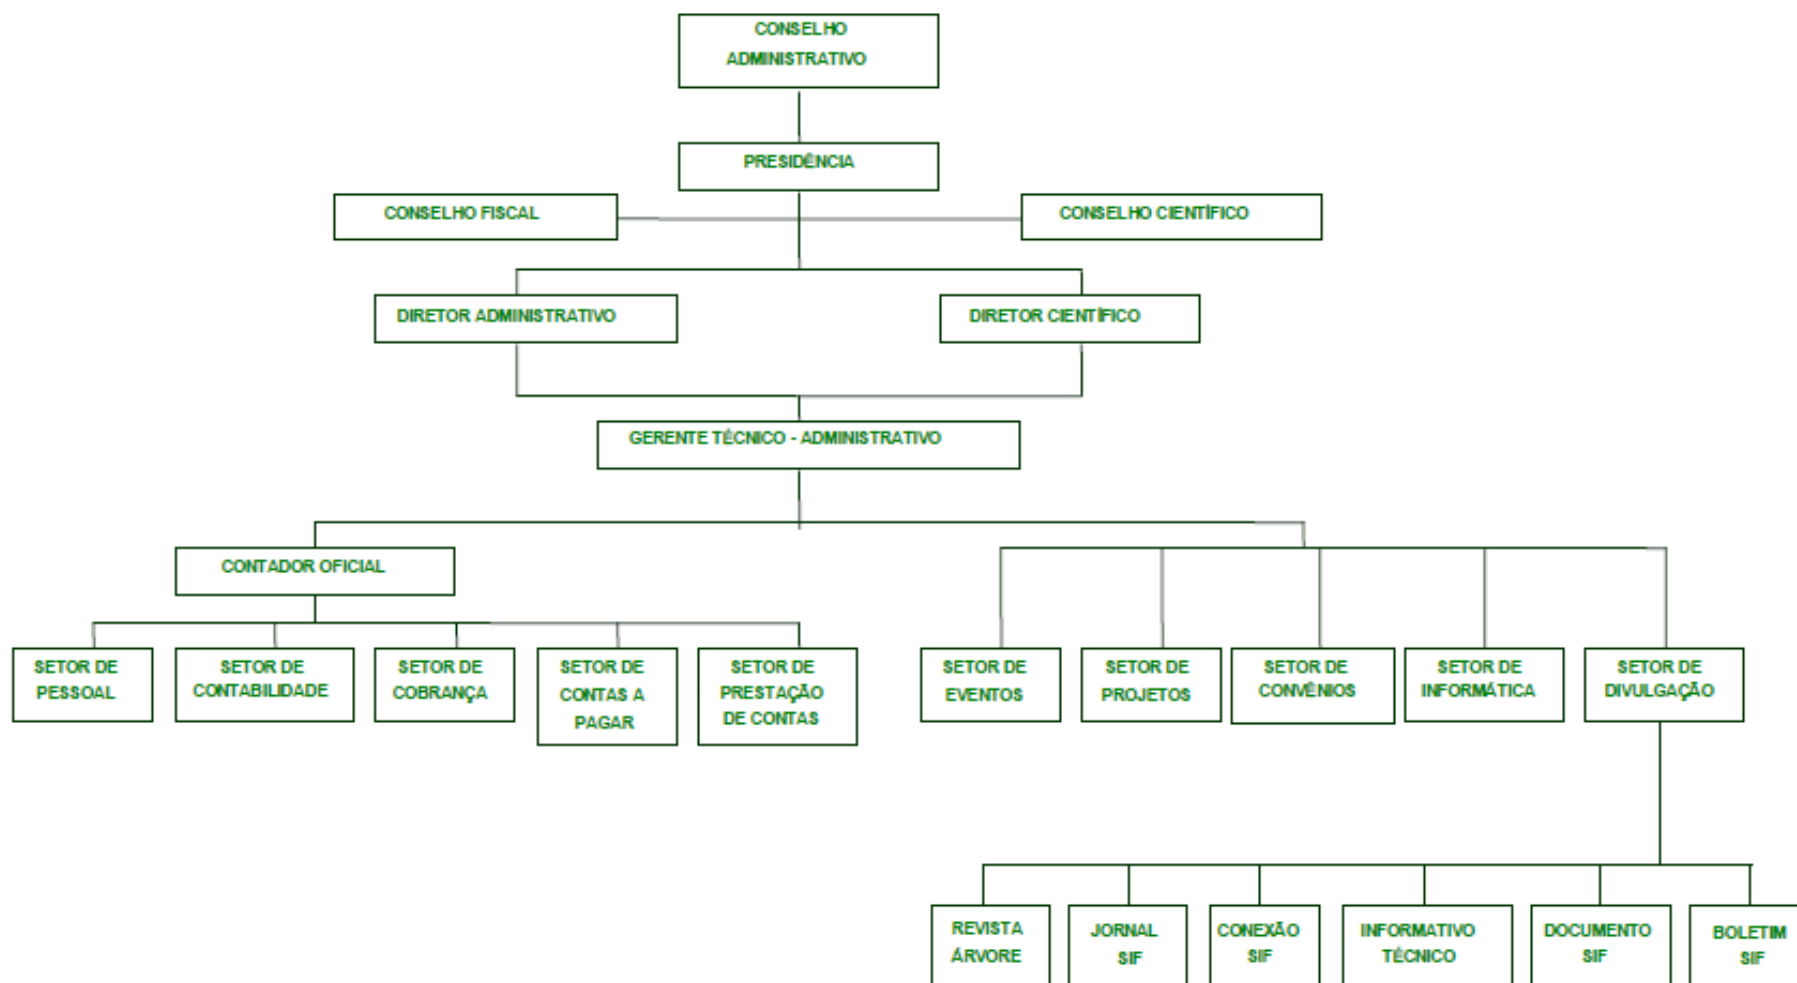 CONSELHO
ADMINISTRATIVO
PRESIDÊNCIA
CONSELHO FISCAL
CONSELHO CIENTÍFICO
DIRETOR ADMINISTRATIVO
DIRETOR CIENTÍFICO
GERENTE TÉCNICO - ADMINISTRATIVO
CONTADOR OFICIAL
SETOR DE
PESSOAL
SETOR DE
CONTABILIDADE
SETOR DE
COBRANÇA
SETOR DE
CONTAS A
PAGAR
SETOR DE
PRESTAÇÃO
DE CONTAS
SETOR DE
EVENTOS
SETOR DE
PROJETOS
SETOR DE
CONVÊNIOS
SETOR DE
INFORMÁTICA
SETOR DE
DIVULGAÇÃO
REVISTA
ÁRVORE
JORNAL
SIF
CONEXÃO
SIF
INFORMATIVO
TÉCNICO
DOCUMENTO
SIF
BOLETIM
SIF